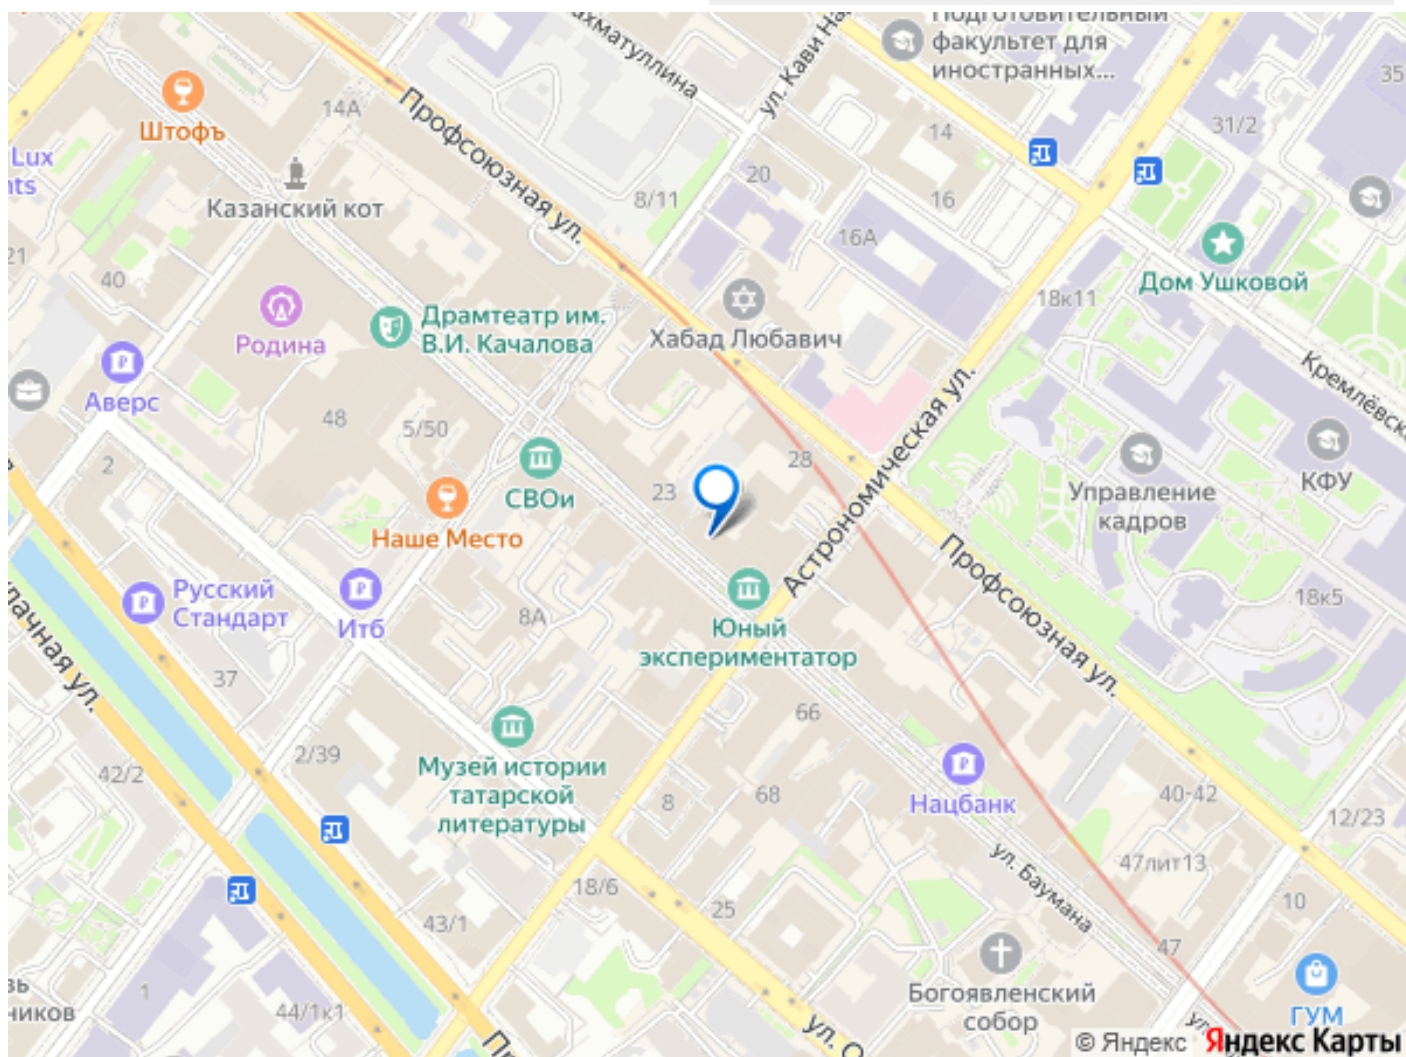 Подготовительный
факультет для
иностранных...
ул. Кави На
35
31/2
14
14А
Профсоюзная ул.
Штофъ
Lux
nts
Казанский кот
20
8/11
16
16А
21
40
Дом Ушковой
18к11
Драмтеатр им.
В.И. Качалова
Родина
Хабад Любавич
Кремлёвск
Аверс
48
5/50
2
28
23
СВОи
Астрономическая ул.
Управление
кадров
КФУ
Наше Место
Русский
Стандарт
Итб
8А
Юный
экспериментатор
Профсоюзная ул.
18к5
37
66
2/39
42/2
Музей истории
татарской
литературы
8
68
Нацбанк
40-42
12/23
ул. Баумана
47лит13
18/6
25
43/1
10
47
1
Богоявленский
собор
44/1к1
зь
ников
ул. О
ул.
ГУМ
© Яндекс Яндекс Карты